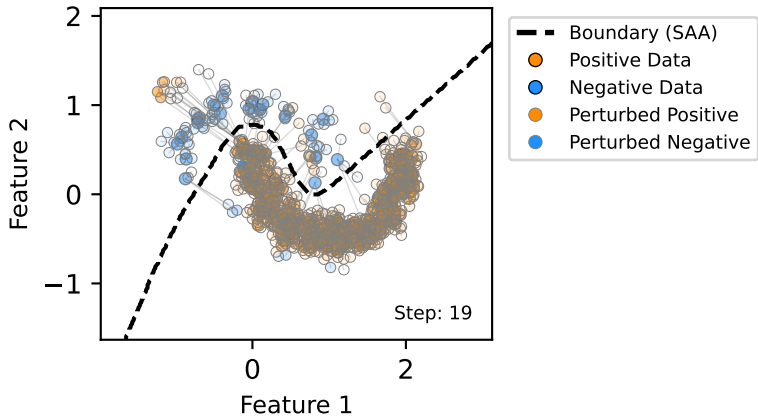 2
1
0
−1
Feature 2
0
2
Feature 1
Step: 19
Boundary (SAA)
Positive Data
Negative Data
Perturbed Positive
Perturbed Negative